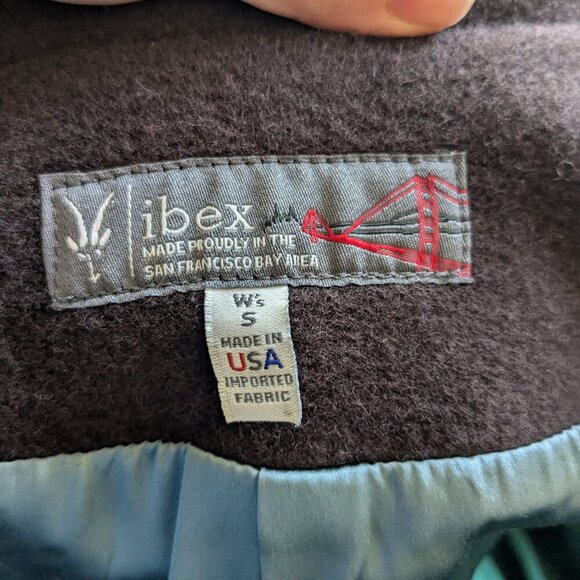 ibex
MADE PROUDLY IN THE
SAN FRANCISCO BAY AREA
W's
S
MADE IN
USA
IMPORTED
FABRIC